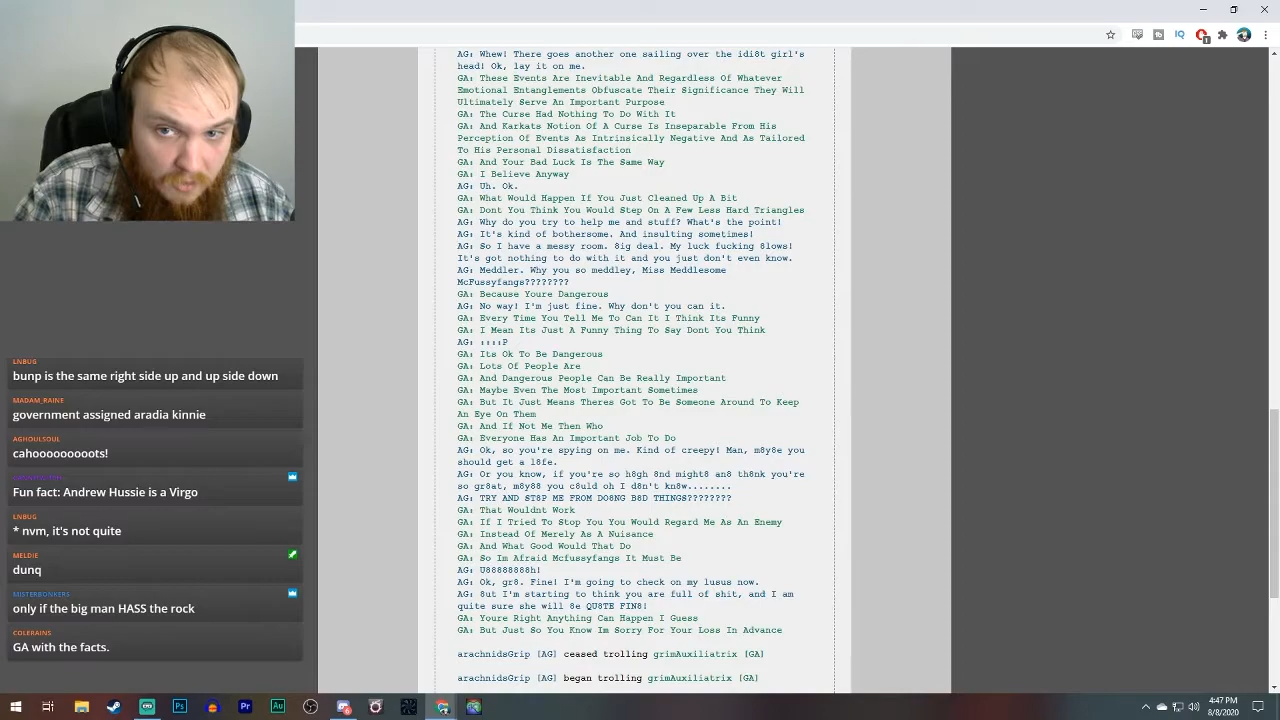 AG: Whew! There goes another one sailing over the idi8t girl's
head! Ok, lay it on me.
GA: These Events Are Inevitable And Regardless Of Whatever
Emotional Entanglements Obfuscate Their Significance They Will
Ultimately Serve An Important Purpose
GA: The Curse Had Nothing To Do With It
GA: And Karkats Notion Of A Curse Is Inseparable From His
Perception Of Events As Intrinsically Negative And As Tailored
To His Personal Dissatisfaction
GA: And Your Bad Luck Is The Same Way
GA: I Believe Anyway
AG: Uh. Ok.
GA: What Would Happen If You Just Cleaned Up A Bit
GA: Dont You Think You Would Step On A Few Less Hard Triangles
AG: Why do you try to help me and stuff? What's the point!
AG: It's kind of bothersome. And insulting sometimes!
AG: So I have a messy room. 8ig deal. My luck fucking 8lows!
It's got nothing to do with it and you just don't even know.
AG: Meddler. Why you so meddley, Miss Meddlesome
McFussyfangs????????
GA: Because Youre Dangerous
AG: No way! I'm just fine. Why don't you can it.
GA: Every Time You Tell Me To Can It I Think Its Funny
GA: I Mean Its Just A Funny Thing To Say Dont You Think
AG: ::::P
GA: Its Ok To Be Dangerous
GA: Lots Of People Are
GA: And Dangerous People Can Be Really Important
GA: Maybe Even The Most Important Sometimes
GA: But It Just Means Theres Got To Be Someone Around To Keep
An Eye On Them
GA: And If Not Me Then Who
GA: Everyone Has An Important Job To Do
AG: Ok, so you're spying on me. Kind of creepy! Man, m8y8e you
should get a l8fe.
AG: Or you know, if you're so h8gh 8nd might8 an8 th8nk you're
so gr8at, m8y88 you c8uld oh I d8n't kn8w........
AG: TRY AND ST8P ME FROM DO8NG B8D THINGS????????
GA: That Wouldnt Work
GA: If I Tried To Stop You You Would Regard Me As An Enemy
GA: Instead Of Merely As A Nuisance
GA: And What Good Would That Do
GA: So Im Afraid Mcfussyfangs It Must Be
AG: U88888888h!
AG: Ok, gr8. Fine! I'm going to check on my lusus now.
AG: 8ut I'm starting to think you are full of shit, and I am
quite sure she will 8e QU8TE FIN8!
GA: Youre Right Anything Can Happen I Guess
GA: But Just So You Know Im Sorry For Your Loss In Advance
arachnidsGrip [AG] ceased trolling grimAuxiliatrix [GA]
arachnidsGrip [AG] began trolling grimAuxiliatrix [GA]
LNBUG
bunp is the same right side up and up side down
MADAM_RAINE
government assigned aradia kinnie
AGHOULSOUL
cahooooooooots!
Fun fact: Andrew Hussie is a Virgo
LNBUG
* nvm, it's not quite
MELDIE
dunq
MISTERBONKERS
only if the big man HASS the rock
COLERAINS
GA with the facts.
4:47 PM
8/8/2020